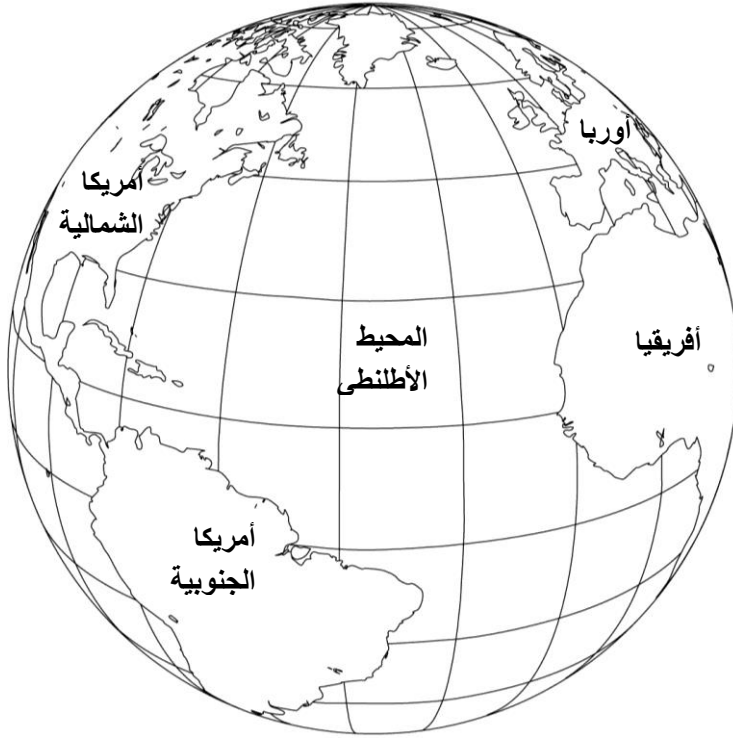 أوربا
أمريكا
الشمالية
المحيط
الأطلنطى
أفريقيا
أمريكا
الجنوبية